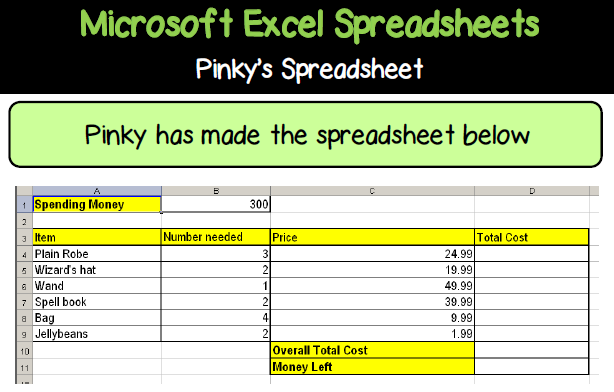 Microsoft Excel Spreadsheets
Pinky's Spreadsheet
Pinky has made the spreadsheet below
A B C D
1 Spending Money 300
2
3 Item Number needed Price Total Cost
4 Plain Robe 3 24.99
5 Wizard's hat 2 19.99
6 Wand 1 49.99
7 Spell book 2 39.99
8 Bag 4 9.99
9 Jellybeans 2 1.99
10 Overall Total Cost
11 Money Left